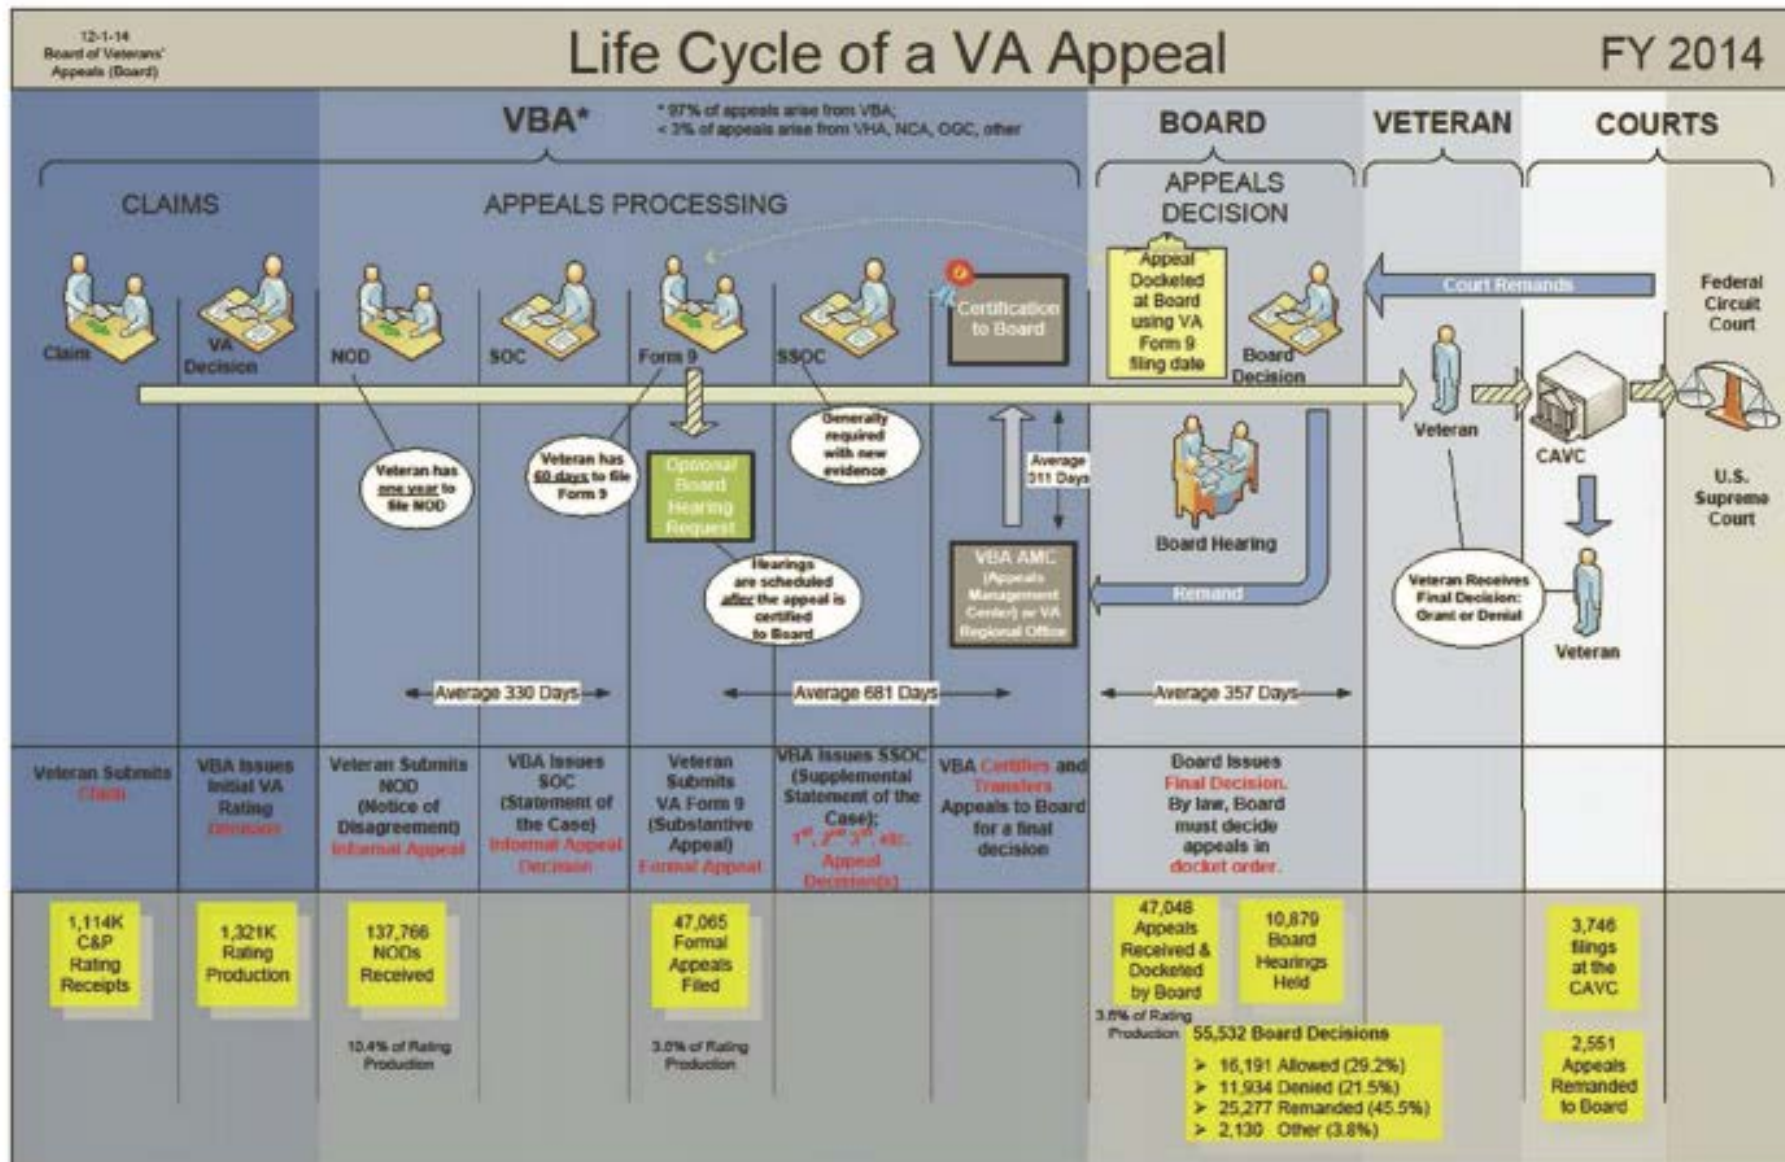 12-1-14
Board of Veterans'
Appeals (Board)
Life Cycle of a VA Appeal
FY 2014
VBA*
* 97% of appeals arise from VBA;
< 3% of appeals arise from VHA, NCA, OGC, other
BOARD
VETERAN
COURTS
CLAIMS
APPEALS PROCESSING
APPEALS
DECISION
Claim
VA
Decision
NOD
SOC
Form 9
SSOC
Certification
to Board
Appeal
Docketed
at Board
using VA
Form 9
filing date
Board
Decision
Court Remands
Federal
Circuit
Court
Veteran
CAVC
U.S.
Supreme
Court
Veteran has
one year to
file NOD
Veteran has
60 days to file
Form 9
Optional
Board
Hearing
Request
Generally
required
with new
evidence
Average
311 Days
Board Hearing
Hearings
are scheduled
after the appeal is
certified
to Board
VBA AMC
(Appeals
Management
Center) or VA
Regional Office
Remand
Veteran Receives
Final Decision:
Grant or Denial
Veteran
Average 330 Days
Average 681 Days
Average 357 Days
Veteran Submits
Claim
VBA Issues
Initial VA
Rating
Decision
Veteran Submits
NOD
(Notice of
Disagreement)
Informal Appeal
VBA Issues
SOC
(Statement of
the Case)
Informal Appeal
Decision
Veteran
Submits
VA Form 9
(Substantive
Appeal)
Formal Appeal
VBA Issues SSOC
(Supplemental
Statement of the
Case);
1st, 2nd 3rd, etc.
Appeal
Decision(s)
VBA Certifies and
Transfers
Appeals to Board
for a final
decision
Board Issues
Final Decision.
By law, Board
must decide
appeals in
docket order.
1,114K
C&P
Rating
Receipts
1,321K
Rating
Production
137,766
NODs
Received
10.4% of Rating
Production
47,065
Formal
Appeals
Filed
3.6% of Rating
Production
47,048
Appeals
Received &
Docketed
by Board
3.6% of Rating
Production
10,879
Board
Hearings
Held
55,532 Board Decisions
➢ 16,191 Allowed (29.2%)
➢ 11,934 Denied (21.5%)
➢ 25,277 Remanded (45.5%)
➢ 2,130 Other (3.8%)
3,746
filings
at the
CAVC
2,551
Appeals
Remanded
to Board